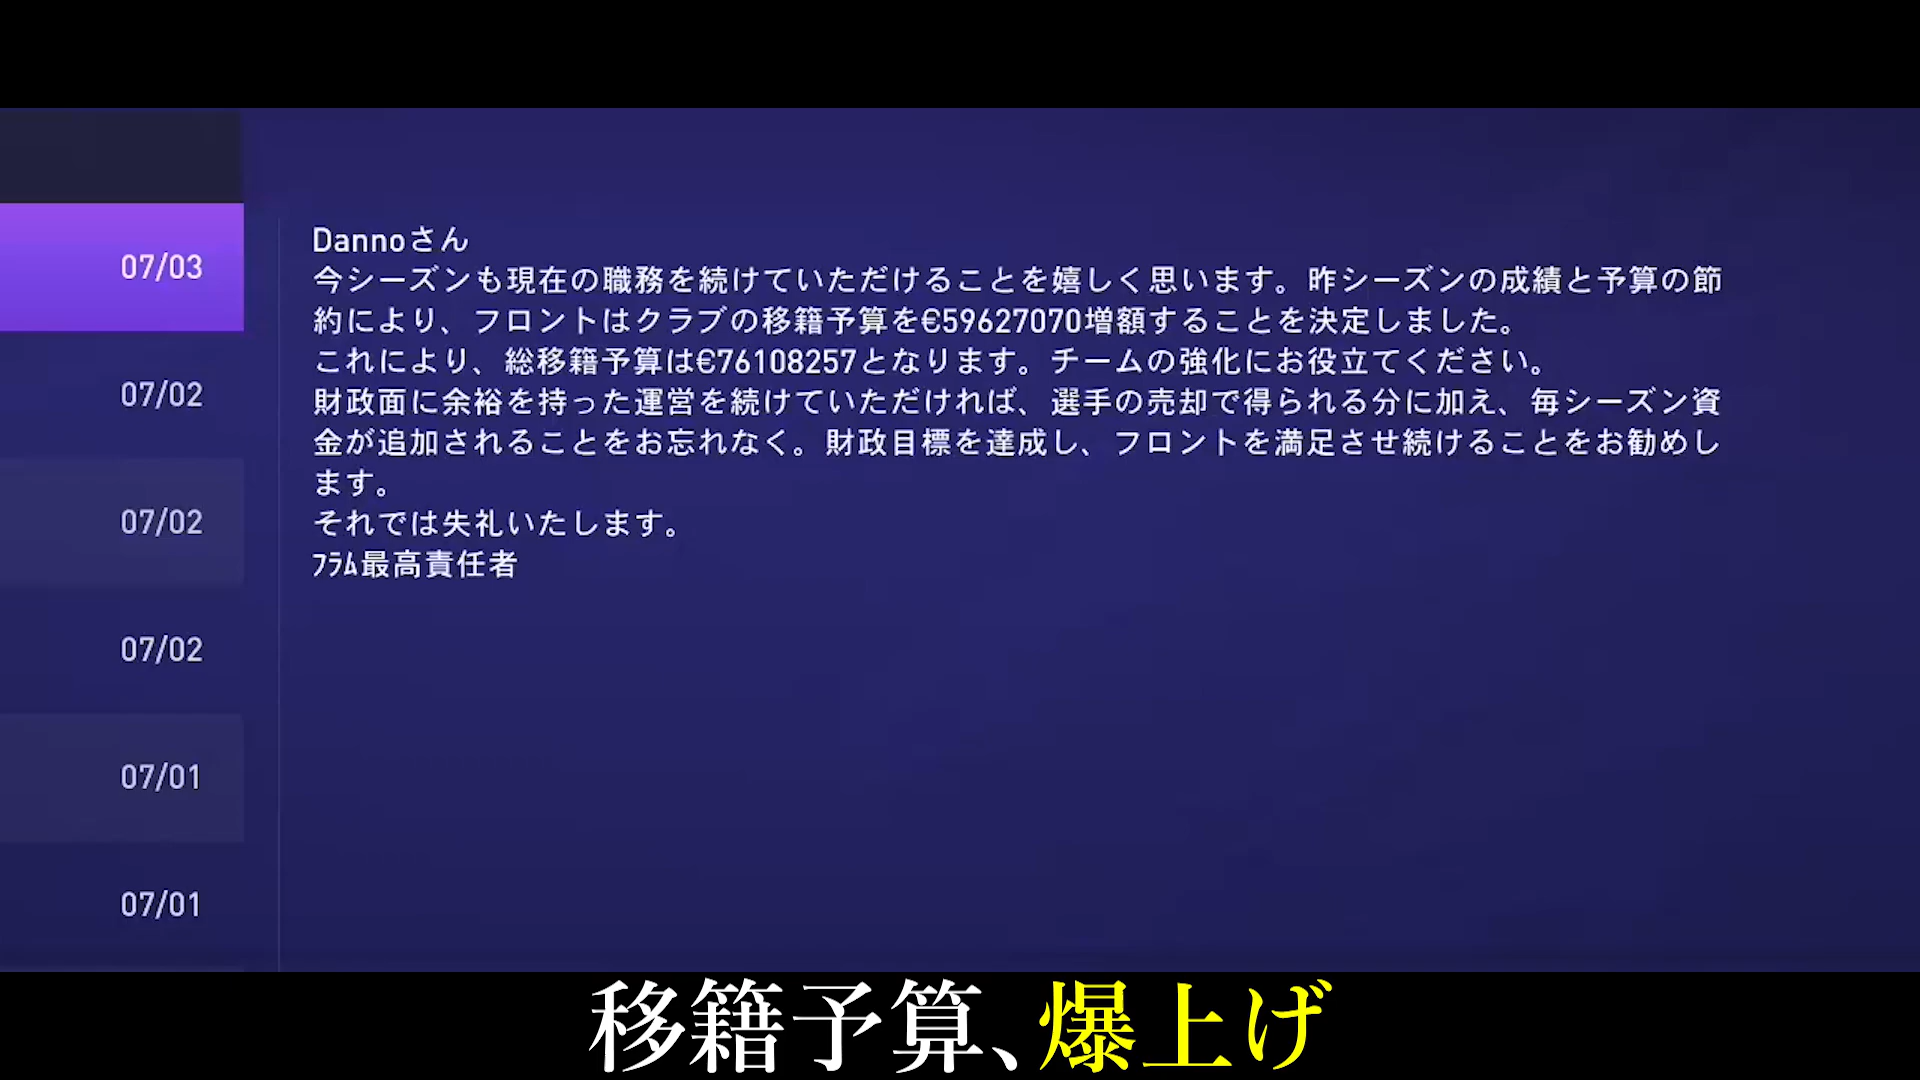 07/03
07/02
07/02
07/02
07/01
07/01
Dannoさん
今シーズンも現在の職務を続けていただけることを嬉しく思います。昨シーズンの成績と予算の節
約により、フロントはクラブの移籍予算を€59627070増額することを決定しました。
これにより、総移籍予算は€76108257となります。チームの強化にお役立てください。
財政面に余裕を持った運営を続けていただければ、選手の売却で得られる分に加え、毎シーズン資
金が追加されることをお忘れなく。財政目標を達成し、フロントを満足させ続けることをお勧めし
ます。
それでは失礼いたします。
ﾌﾗﾑ最高責任者
移籍予算、爆上げ